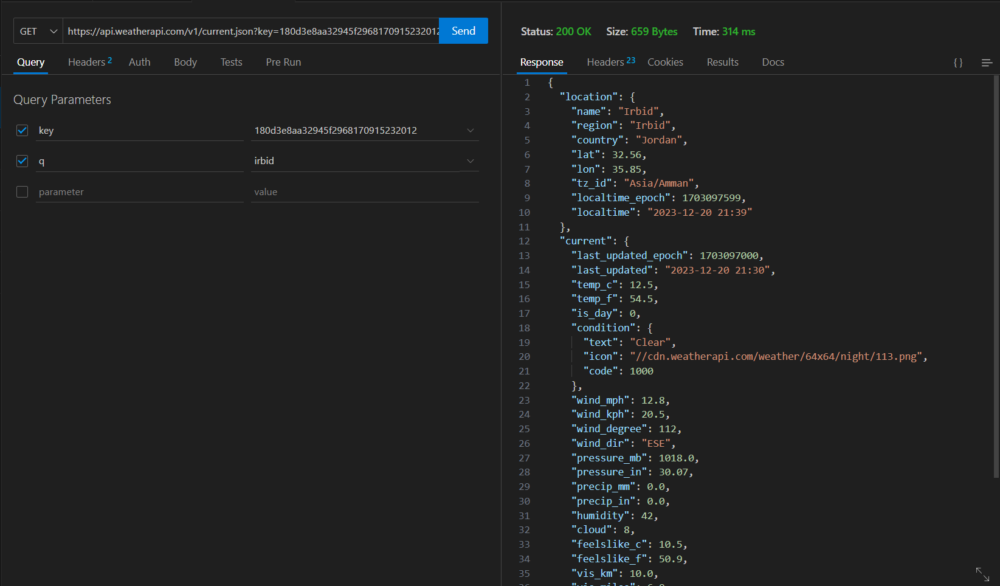 GET https://api.weatherapi.com/v1/current.json?key=180d3e8aa32945f2968170915232012 Send
Query Headers 2 Auth Body Tests Pre Run
Query Parameters
key 180d3e8aa32945f2968170915232012
q irbid
parameter value
Status: 200 OK Size: 659 Bytes Time: 314 ms
Response Headers 23 Cookies Results Docs {}
1 {
2 "location": {
3 "name": "Irbid",
4 "region": "Irbid",
5 "country": "Jordan",
6 "lat": 32.56,
7 "lon": 35.85,
8 "tz_id": "Asia/Amman",
9 "localtime_epoch": 1703097599,
10 "localtime": "2023-12-20 21:39"
11 },
12 "current": {
13 "last_updated_epoch": 1703097000,
14 "last_updated": "2023-12-20 21:30",
15 "temp_c": 12.5,
16 "temp_f": 54.5,
17 "is_day": 0,
18 "condition": {
19 "text": "Clear",
20 "icon": "//cdn.weatherapi.com/weather/64x64/night/113.png",
21 "code": 1000
22 },
23 "wind_mph": 12.8,
24 "wind_kph": 20.5,
25 "wind_degree": 112,
26 "wind_dir": "ESE",
27 "pressure_mb": 1018.0,
28 "pressure_in": 30.07,
29 "precip_mm": 0.0,
30 "precip_in": 0.0,
31 "humidity": 42,
32 "cloud": 8,
33 "feelslike_c": 10.5,
34 "feelslike_f": 50.9,
35 "vis_km": 10.0,